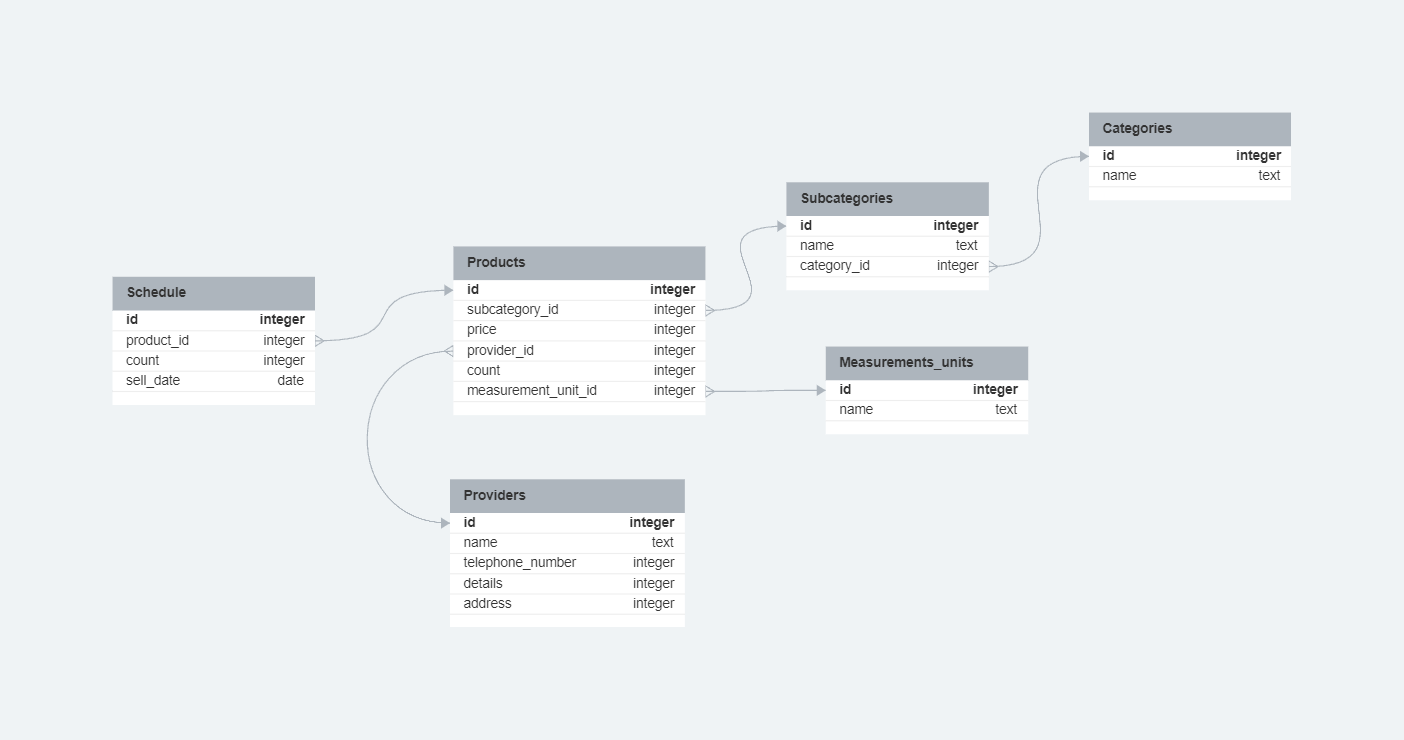 Categories
id integer
name text
Subcategories
id integer
name text
category_id integer
Products
id integer
subcategory_id integer
price integer
provider_id integer
count integer
measurement_unit_id integer
Schedule
id integer
product_id integer
count integer
sell_date date
Measurements_units
id integer
name text
Providers
id integer
name text
telephone_number integer
details integer
address integer